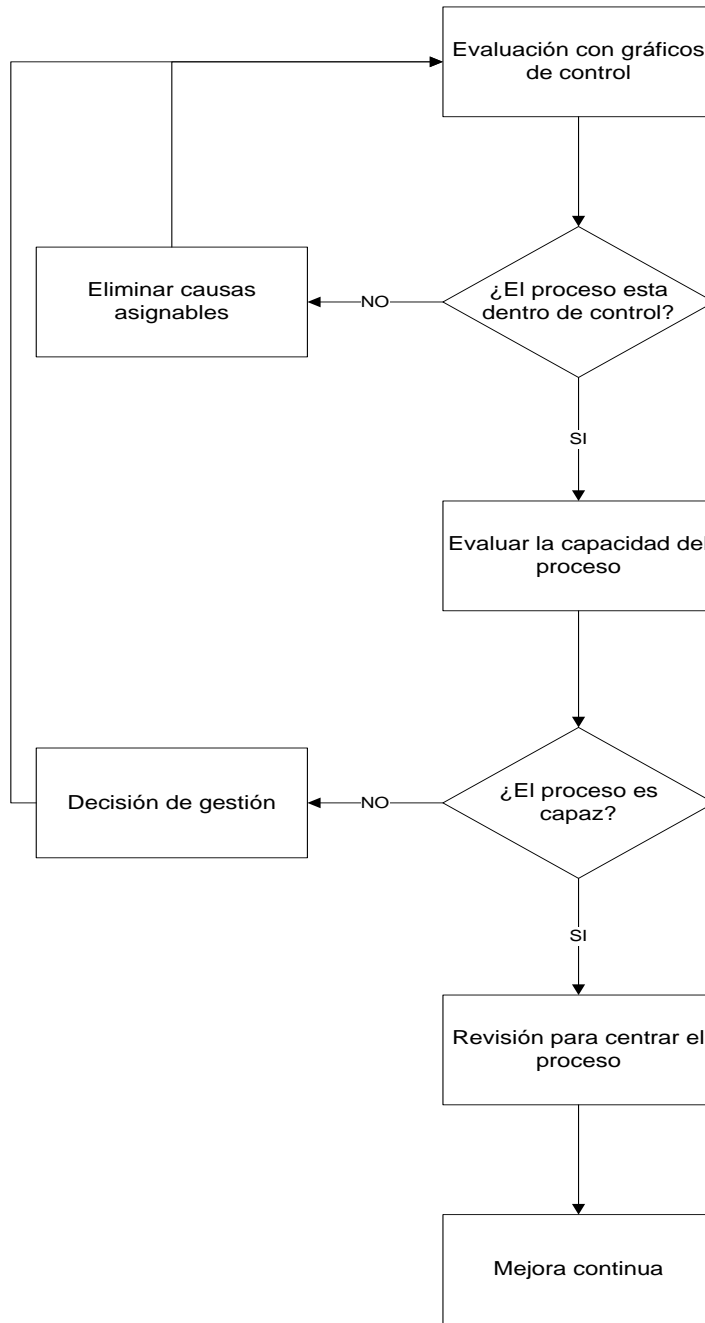 Evaluación con gráficos
de control
Eliminar causas
asignables
NO
¿El proceso esta
dentro de control?
SI
Evaluar la capacidad del
proceso
Decisión de gestión
NO
¿El proceso es
capaz?
SI
Revisión para centrar el
proceso
Mejora continua